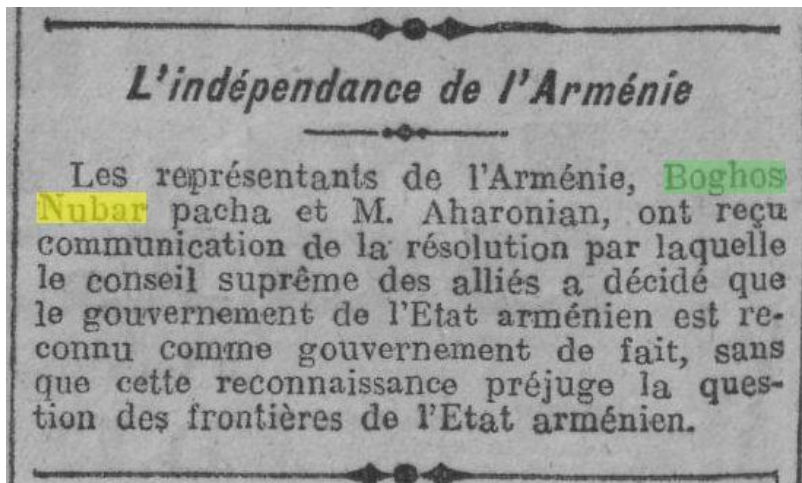 L'indépendance de l'Arménie
Les représentants de l'Arménie, Boghos
Nubar pacha et M. Aharonian, ont reçu
communication de la résolution par laquelle
le conseil suprême des alliés a décidé que
le gouvernement de l'Etat arménien est re-
connu comme gouvernement de fait, sans
que cette reconnaissance préjuge la ques-
tion des frontières de l'Etat arménien.